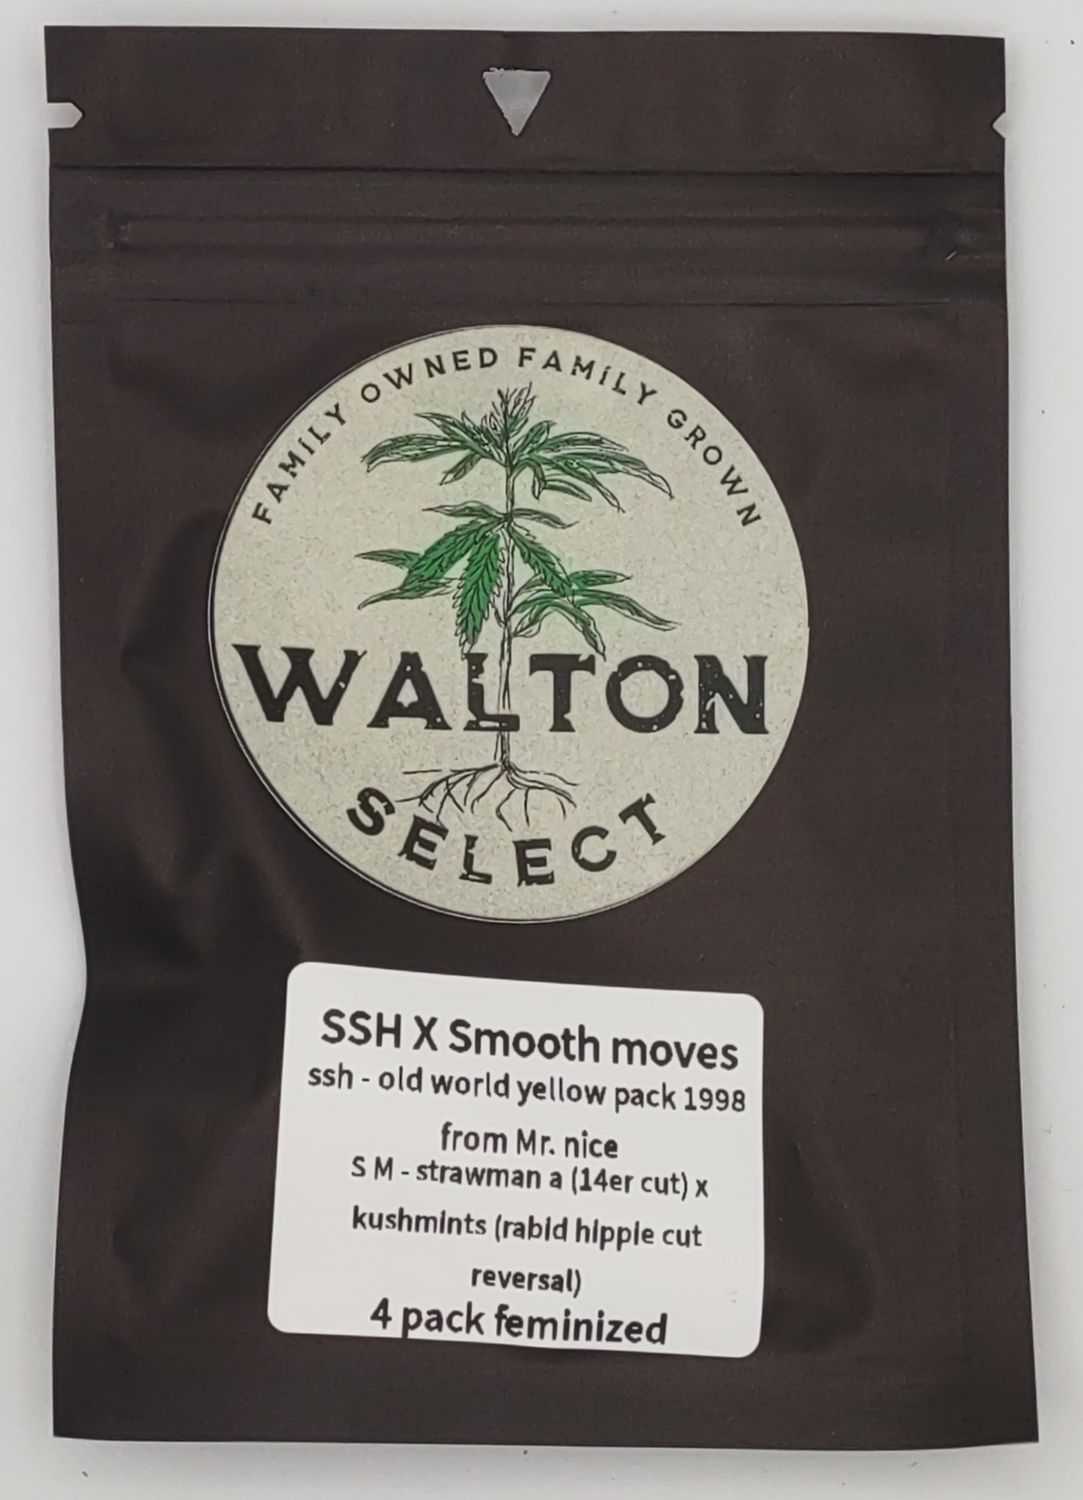 FAMILY OWNED FAMILY GROWN
WALTON
SELECT
SSH X Smooth moves
ssh - old world yellow pack 1998
from Mr. nice
S M - strawman a (14er cut) x
kushmints (rabid hippie cut
reversal)
4 pack feminized